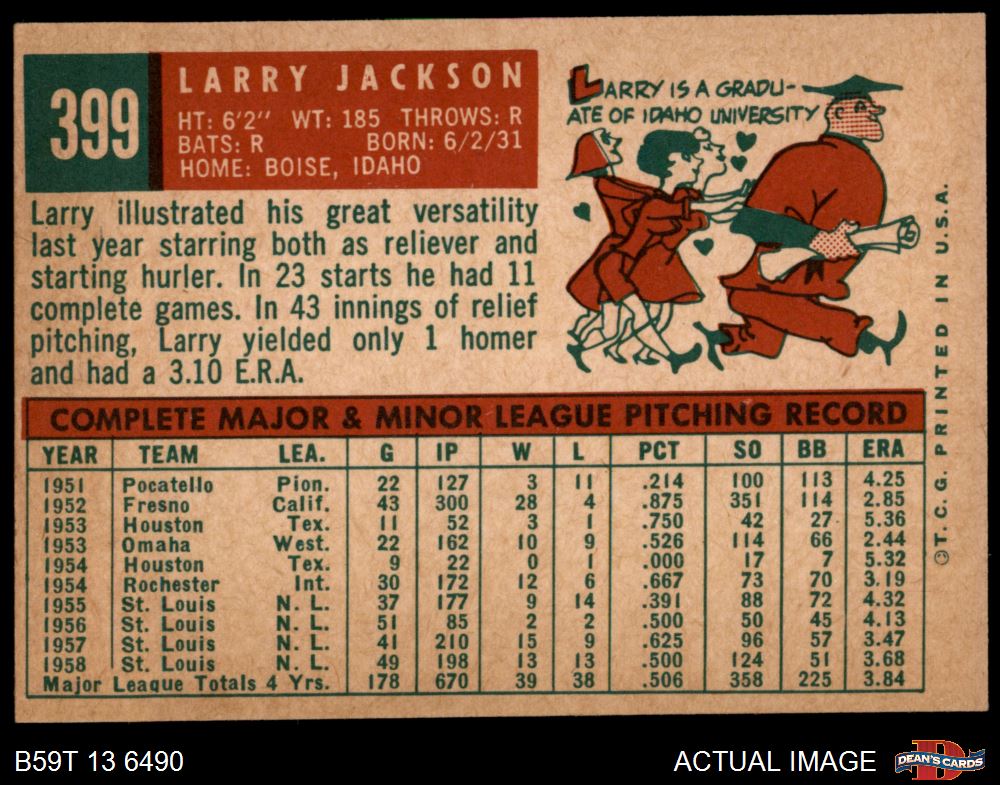 399
LARRY JACKSON
HT: 6'2" WT: 185 THROWS: R
BATS: R BORN: 6/2/31
HOME: BOISE, IDAHO
LARRY IS A GRADU-
ATE OF IDAHO UNIVERSITY
Larry illustrated his great versatility
last year starring both as reliever and
starting hurler. In 23 starts he had 11
complete games. In 43 innings of relief
pitching, Larry yielded only 1 homer
and had a 3.10 E.R.A.
COMPLETE MAJOR & MINOR LEAGUE PITCHING RECORD
YEAR TEAM LEA. G IP W L PCT SO BB ERA
1951 Pocatello Pion. 22 127 3 11 .214 100 113 4.25
1952 Fresno Calif. 43 300 28 4 .875 351 114 2.85
1953 Houston Tex. 11 52 3 1 .750 42 27 5.36
1953 Omaha West. 22 162 10 9 .526 114 66 2.44
1954 Houston Tex. 9 22 0 1 .000 17 7 5.32
1954 Rochester Int. 30 172 12 6 .667 73 70 3.19
1955 St. Louis N. L. 37 177 9 14 .391 88 72 4.32
1956 St. Louis N. L. 51 85 2 2 .500 50 45 4.13
1957 St. Louis N. L. 41 210 15 9 .625 96 57 3.47
1958 St. Louis N. L. 49 198 13 13 .500 124 51 3.68
Major League Totals 4 Yrs. 178 670 39 38 .506 358 225 3.84
©T. C. G. PRINTED IN U.S.A.
B59T 13 6490
ACTUAL IMAGE
D
DEAN'S CARDS